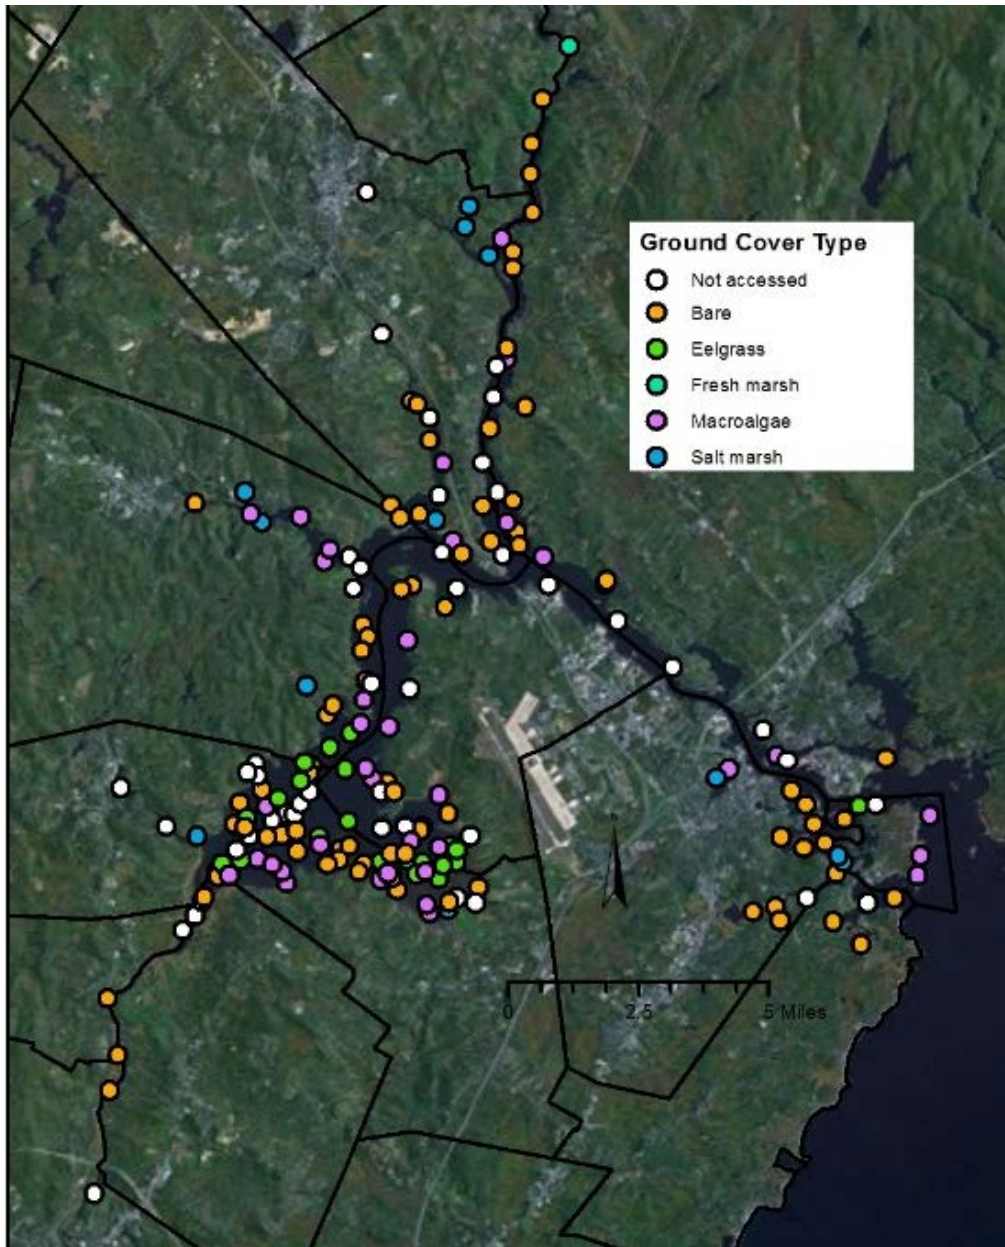 Ground Cover Type
Not accessed
Bare
Eelgrass
Fresh marsh
Macroalgae
Salt marsh
0 2.5 5 Miles